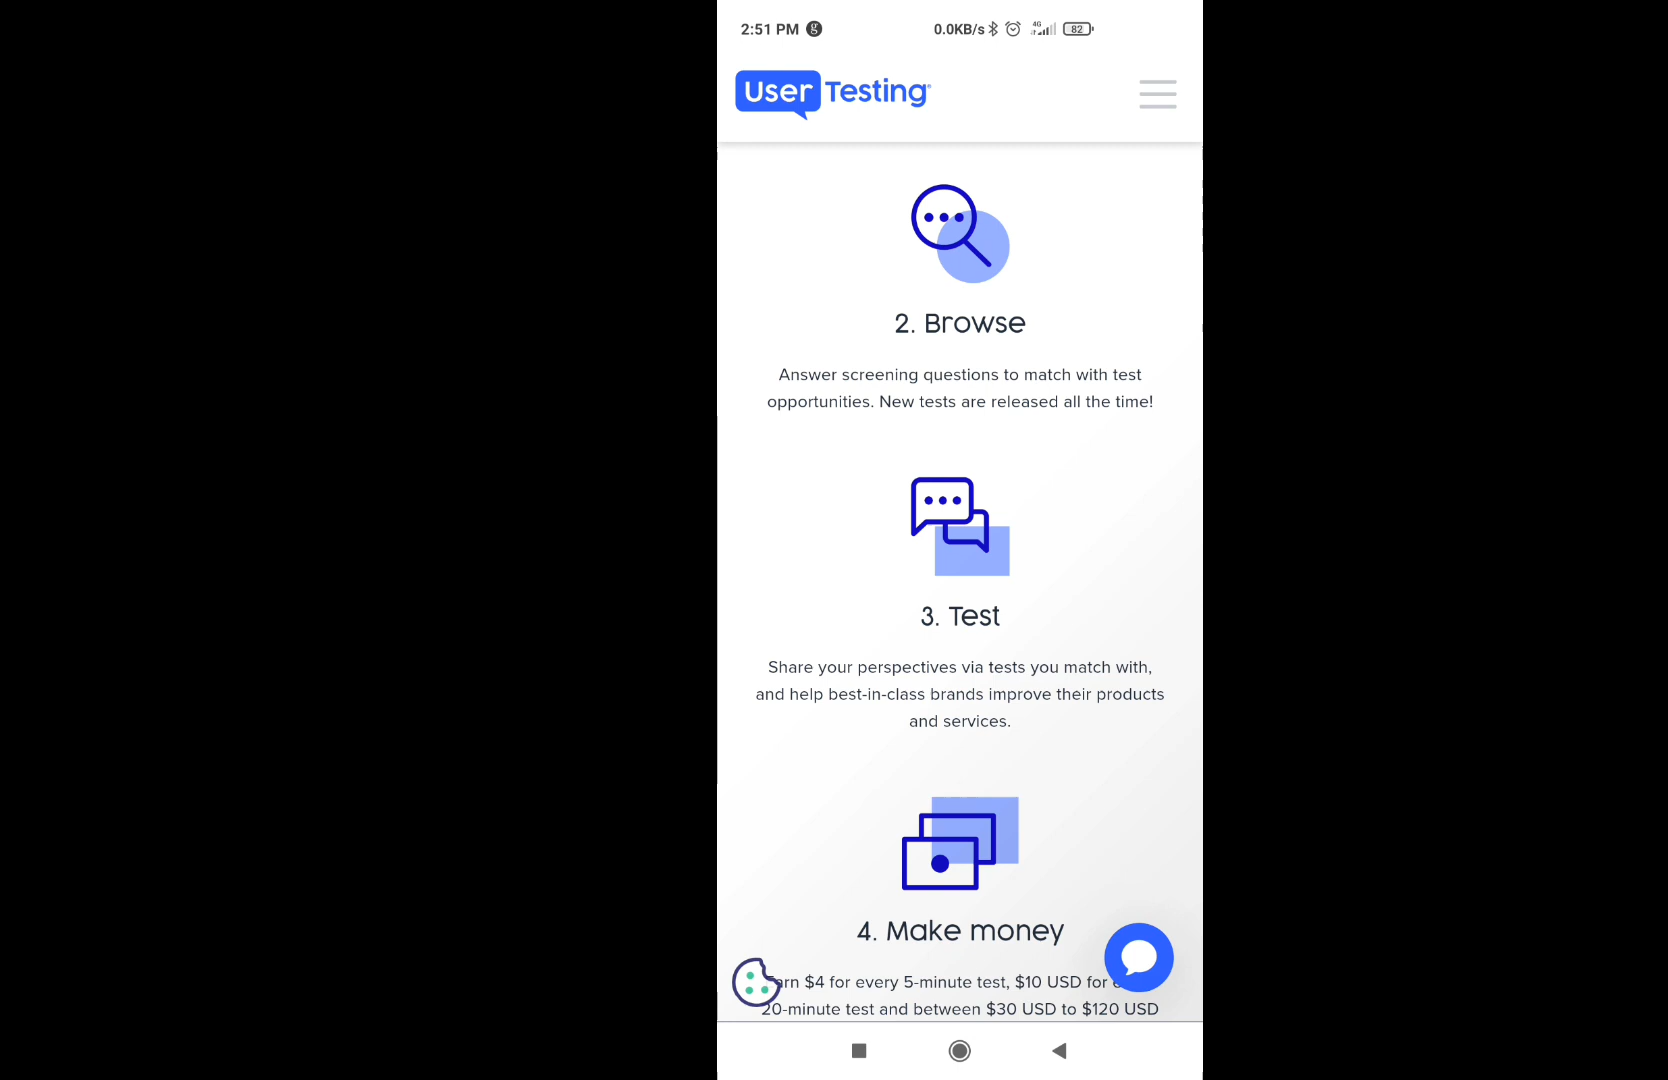 2:51 PM g 0.0KB/s 4G 82
User Testing
2. Browse
Answer screening questions to match with test
opportunities. New tests are released all the time!
3. Test
Share your perspectives via tests you match with,
and help best-in-class brands improve their products
and services.
4. Make money
$4 for every 5-minute test, $10 USD for
20-minute test and between $30 USD to $120 USD